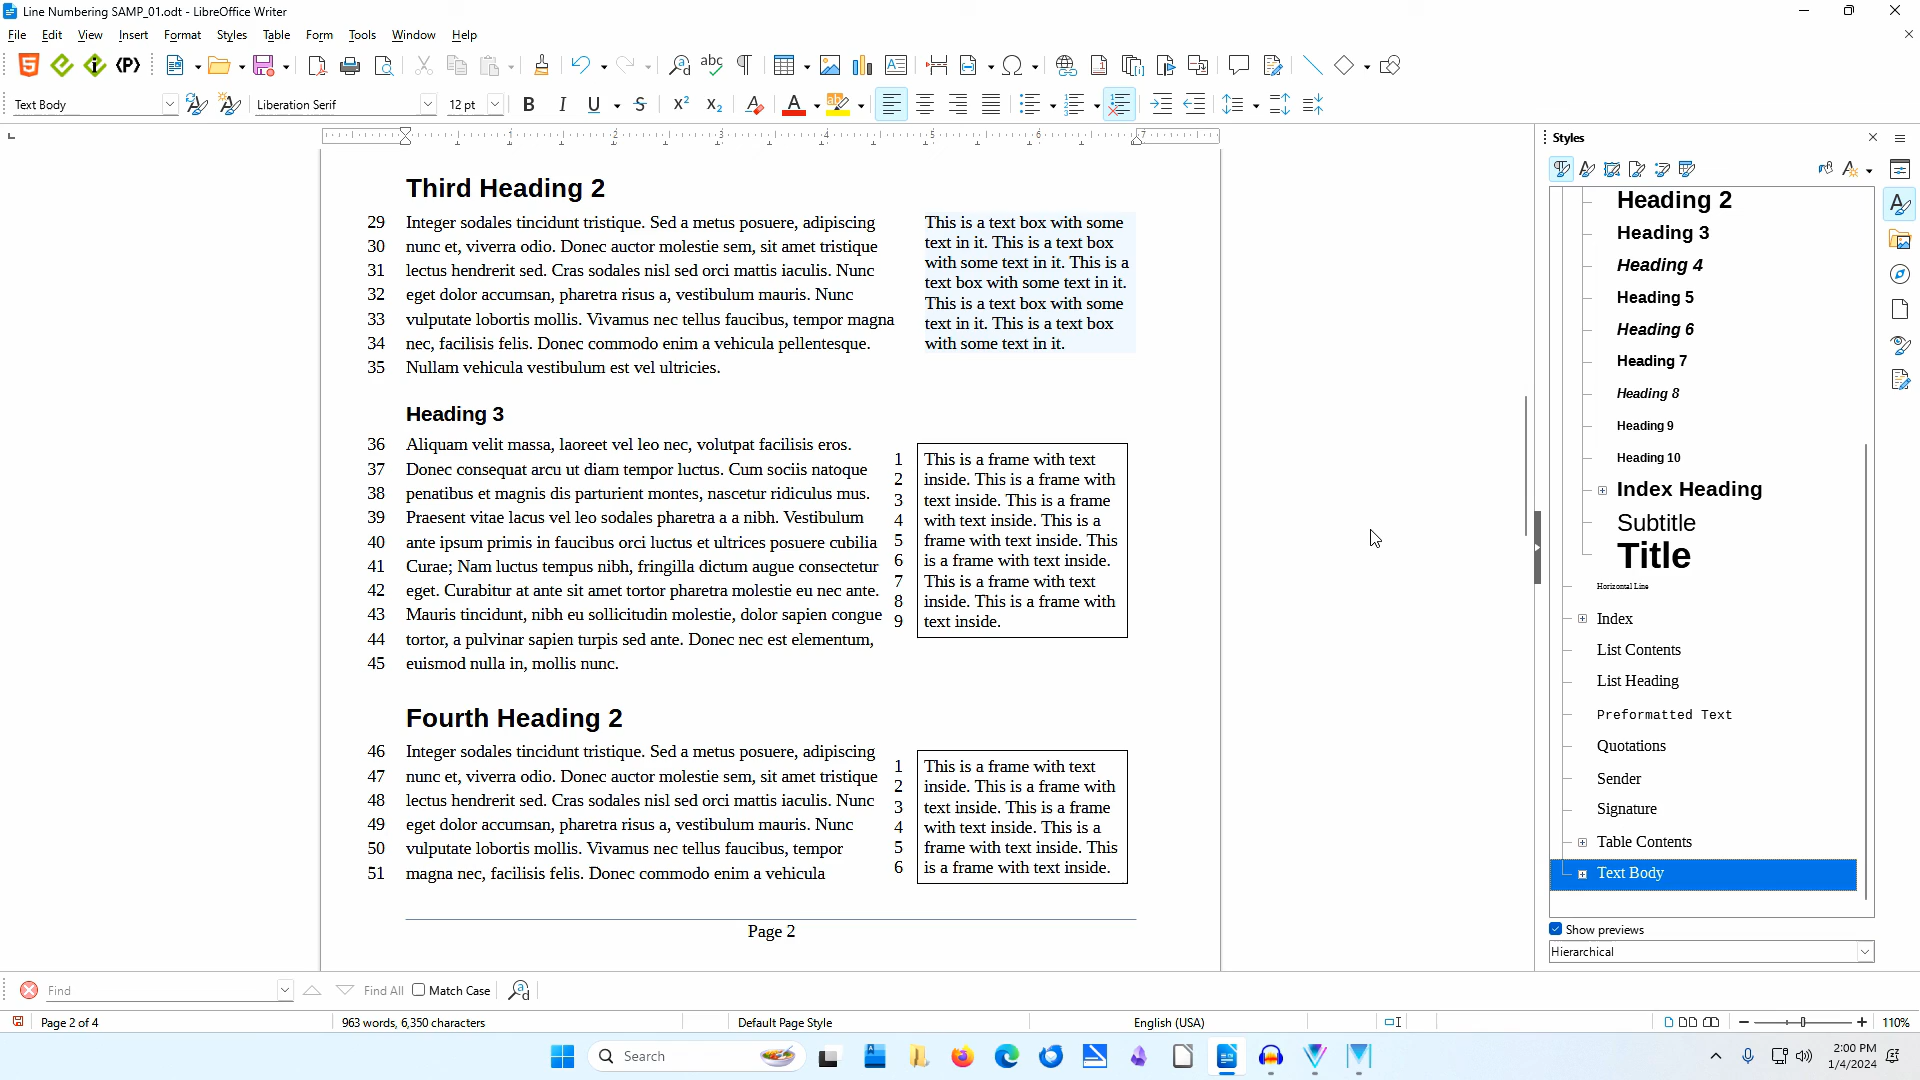 Line Numbering SAMP_01.odt - LibreOffice Writer
File Edit View Insert Format Styles Table Form Tools Window Help
Text Body
Liberation Serif
12 pt
Third Heading 2
29 Integer sodales tincidunt tristique. Sed a metus posuere, adipiscing
30 nunc et, viverra odio. Donec auctor molestie sem, sit amet tristique
31 lectus hendrerit sed. Cras sodales nisl sed orci mattis iaculis. Nunc
32 eget dolor accumsan, pharetra risus a, vestibulum mauris. Nunc
33 vulputate lobortis mollis. Vivamus nec tellus faucibus, tempor magna
34 nec, facilisis felis. Donec commodo enim a vehicula pellentesque.
35 Nullam vehicula vestibulum est vel ultricies.
This is a text box with some
text in it. This is a text box
with some text in it. This is a
text box with some text in it.
This is a text box with some
text in it. This is a text box
with some text in it.
Heading 3
36 Aliquam velit massa, laoreet vel leo nec, volutpat facilisis eros.
37 Donec consequat arcu ut diam tempor luctus. Cum sociis natoque
38 penatibus et magnis dis parturient montes, nascetur ridiculus mus.
39 Praesent vitae lacus vel leo sodales pharetra a a nibh. Vestibulum
40 ante ipsum primis in faucibus orci luctus et ultrices posuere cubilia
41 Curae; Nam luctus tempus nibh, fringilla dictum augue consectetur
42 eget. Curabitur at ante sit amet tortor pharetra molestie eu nec ante.
43 Mauris tincidunt, nibh eu sollicitudin molestie, dolor sapien congue
44 tortor, a pulvinar sapien turpis sed ante. Donec nec est elementum,
45 euismod nulla in, mollis nunc.
1 This is a frame with text
2 inside. This is a frame with
3 text inside. This is a frame
4 with text inside. This is a
5 frame with text inside. This
6 is a frame with text inside.
7 This is a frame with text
8 inside. This is a frame with
9 text inside.
Fourth Heading 2
46 Integer sodales tincidunt tristique. Sed a metus posuere, adipiscing
47 nunc et, viverra odio. Donec auctor molestie sem, sit amet tristique
48 lectus hendrerit sed. Cras sodales nisl sed orci mattis iaculis. Nunc
49 eget dolor accumsan, pharetra risus a, vestibulum mauris. Nunc
50 vulputate lobortis mollis. Vivamus nec tellus faucibus, tempor
51 magna nec, facilisis felis. Donec commodo enim a vehicula
1 This is a frame with text
2 inside. This is a frame with
3 text inside. This is a frame
4 with text inside. This is a
5 frame with text inside. This
6 is a frame with text inside.
Page 2
Styles
Heading 2
Heading 3
Heading 4
Heading 5
Heading 6
Heading 7
Heading 8
Heading 9
Heading 10
Index Heading
Subtitle
Title
Horizontal Line
Index
List Contents
List Heading
Preformatted Text
Quotations
Sender
Signature
Table Contents
Text Body
Show previews
Hierarchical
Find
Find All
Match Case
Page 2 of 4
963 words, 6,350 characters
Default Page Style
English (USA)
110%
Search
2:00 PM
1/4/2024